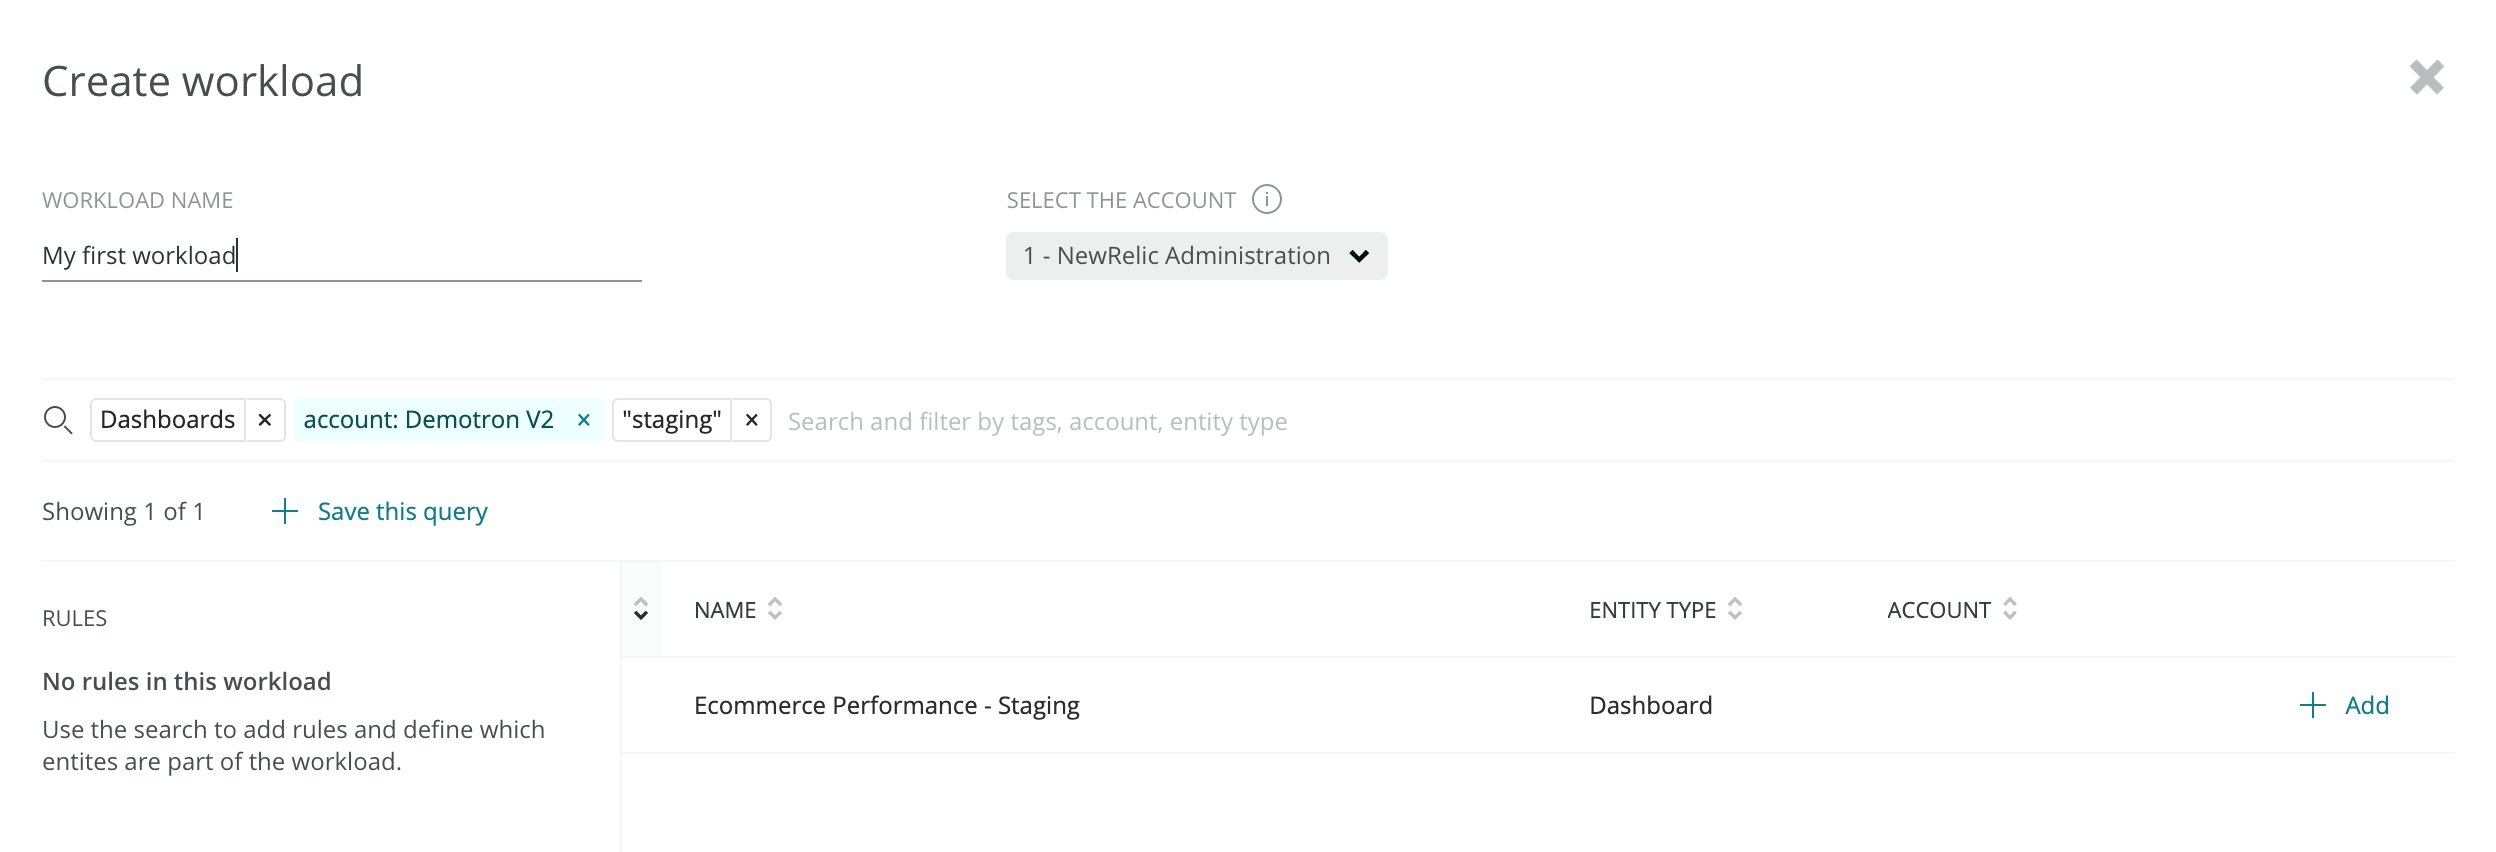 Create workload
WORKLOAD NAME
SELECT THE ACCOUNT i
My first workload
1 - NewRelic Administration
Dashboards × account: Demotron V2 × "staging" × Search and filter by tags, account, entity type
Showing 1 of 1 + Save this query
RULES
NAME ENTITY TYPE ACCOUNT
No rules in this workload
Use the search to add rules and define which
entites are part of the workload.
Ecommerce Performance - Staging Dashboard + Add